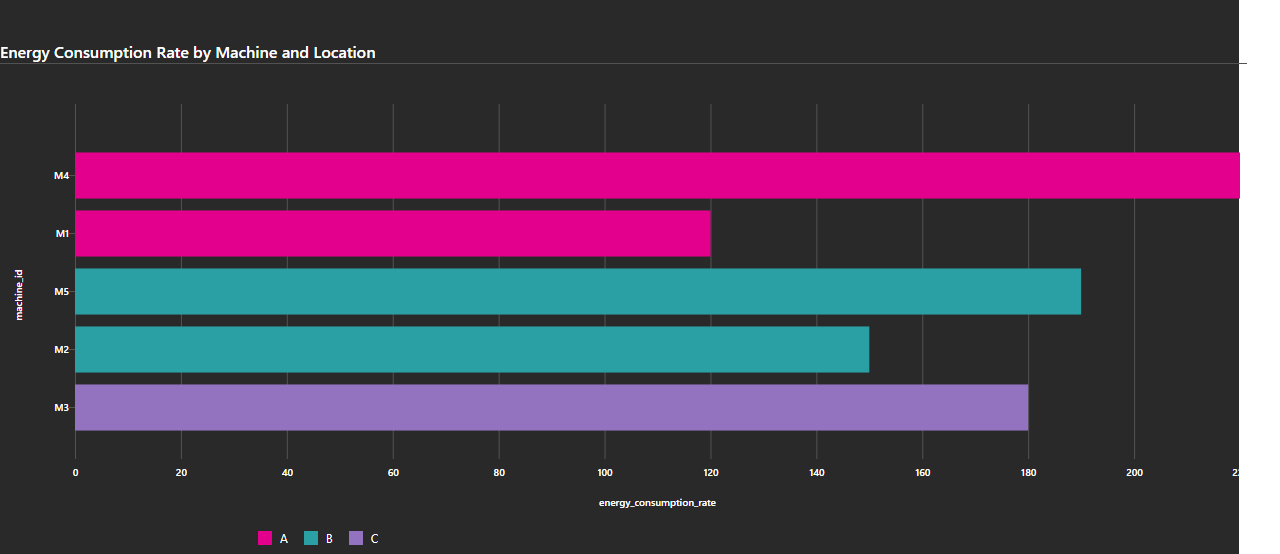 Energy Consumption Rate by Machine and Location
M4
M1
M5
M2
M3
machine_id
0 20 40 60 80 100 120 140 160 180 200
energy_consumption_rate
A B C